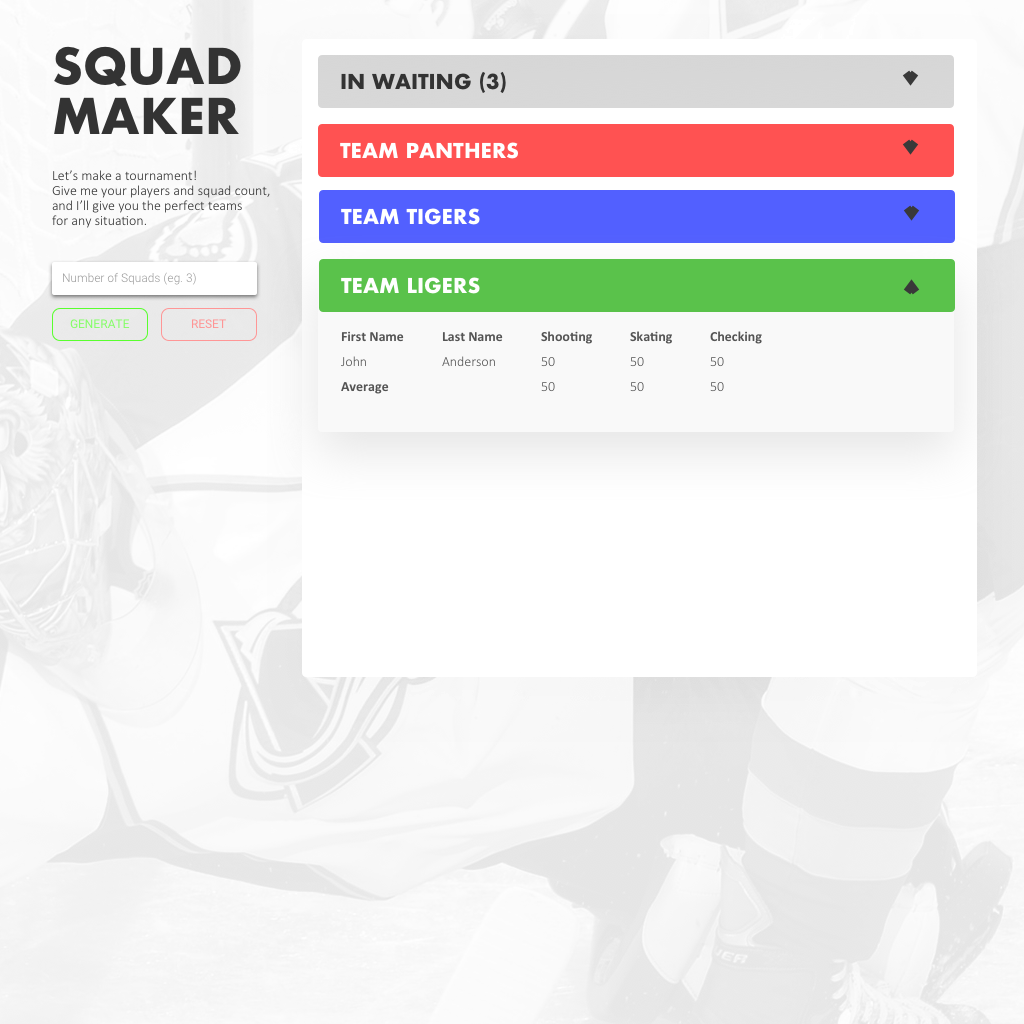 SQUAD
MAKER
Let's make a tournament!
Give me your players and squad count,
and I'll give you the perfect teams
for any situation.
Number of Squads (eg. 3)
GENERATE RESET
IN WAITING (3)
TEAM PANTHERS
TEAM TIGERS
TEAM LIGERS
First Name Last Name Shooting Skating Checking
John Anderson 50 50 50
Average 50 50 50